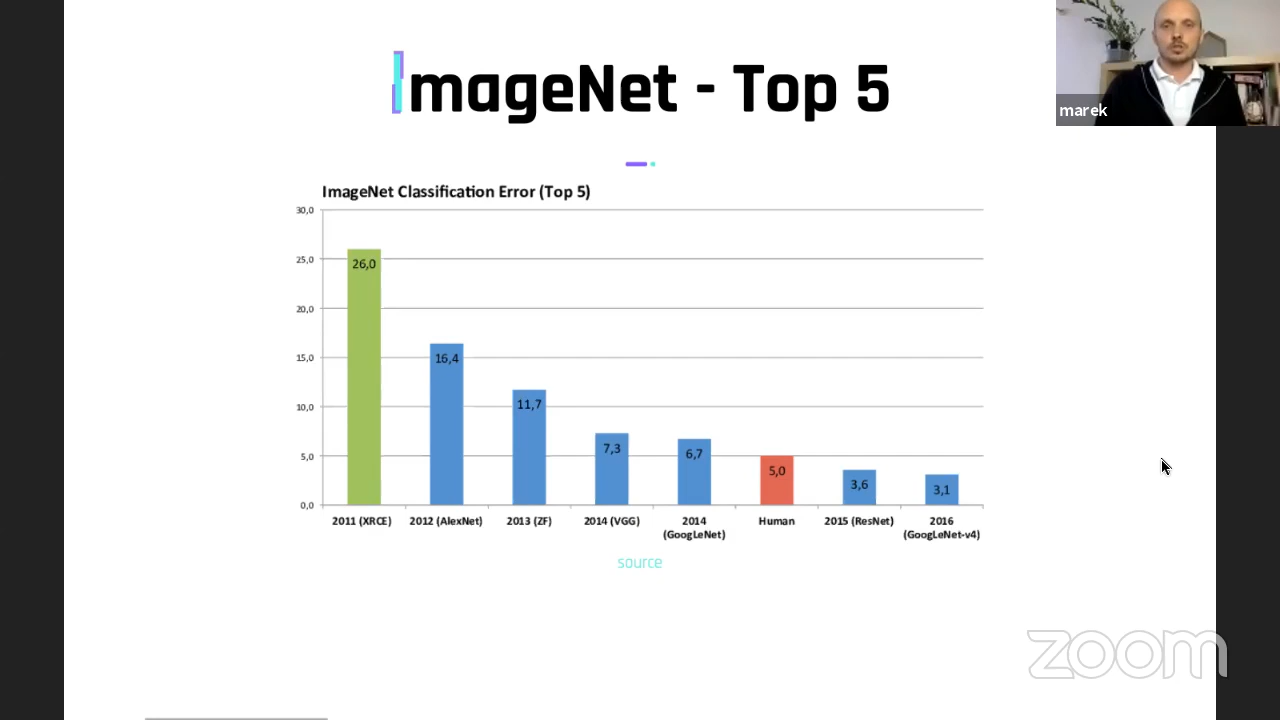 ImageNet - Top 5
marek
ImageNet Classification Error (Top 5)
30,0
25,0
20,0
15,0
10,0
5,0
0,0
26,0
16,4
11,7
7,3
6,7
5,0
3,6
3,1
2011 (XRCE)
2012 (AlexNet)
2013 (ZF)
2014 (VGG)
2014
(GoogLeNet)
Human
2015 (ResNet)
2016
(GoogLeNet-v4)
source
zoom